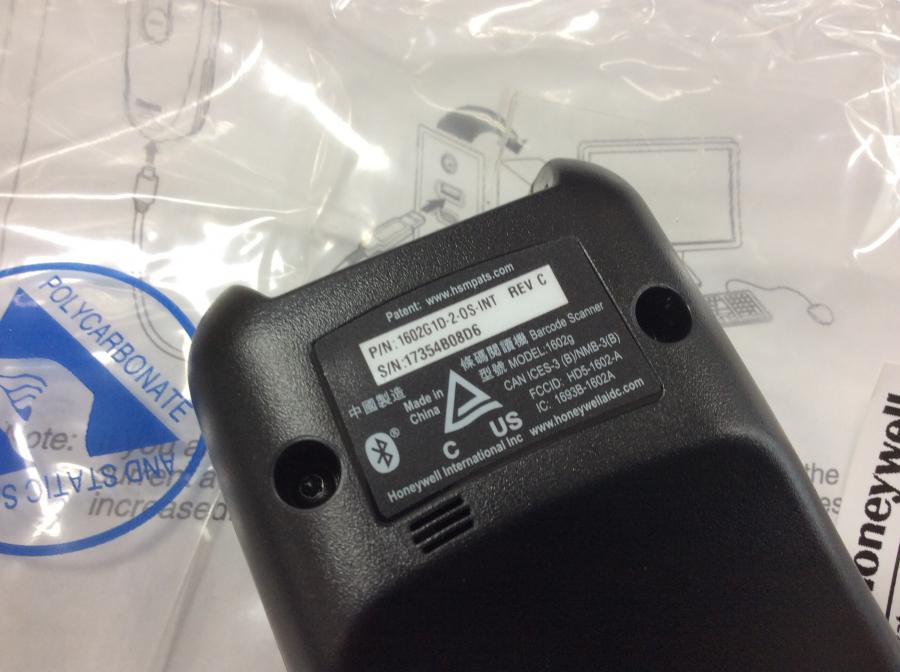 Patent: www.hsmpats.com
P/N: 1602G1D-2-OS-INT REV C
S/N:17354B08D6
條碼閱讀機 Barcode Scanner
型號 MODEL:1602g
中國製造 Made in China
CAN ICES-3 (B)/NMB-3(B)
FCCID: HD5-1602-A
IC: 1693B-1602A
C US
®
Honeywell International Inc www.honeywellaidc.com
POLYCARBONATE
AND STATIC
Note: If you
a
the
increased.
Honeywell